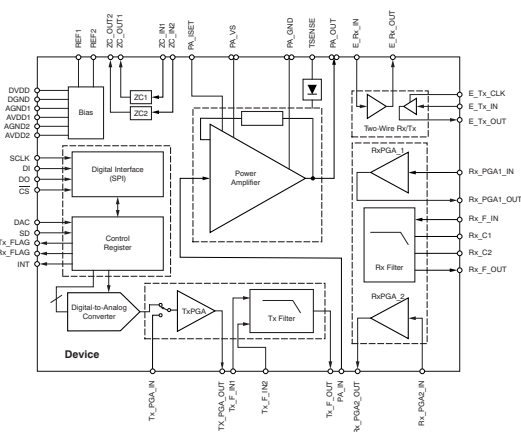 REF1
REF2
ZC_OUT2
ZC_OUT1
ZC_IN1
ZC_IN2
PA_ISET
PA_VS
PA_GND
TSENSE
PA_OUT
E_Rx_IN
E_Rx_OUT
DVDD
DGND
AGND1
AVDD1
AGND2
AVDD2
Bias
ZC1
ZC2
E_Tx_CLK
E_Tx_IN
E_Tx_OUT
Two-Wire Rx/Tx
SCLK
DI
DO
CS
Digital Interface
(SPI)
Power
Amplifier
RxPGA_1
Rx_PGA1_IN
Rx_PGA1_OUT
DAC
SD
Tx_FLAG
Rx_FLAG
INT
Control
Register
Rx_F_IN
Rx_C1
Rx_C2
Rx_F_OUT
Rx Filter
Digital-to-Analog
Converter
TxPGA
Tx Filter
RxPGA_2
Device
Tx_PGA_IN
TX_PGA_OUT
Tx_F_IN1
Tx_F_IN2
Tx_F_OUT
PA_IN
Rx_PGA2_OUT
Rx_PGA2_IN